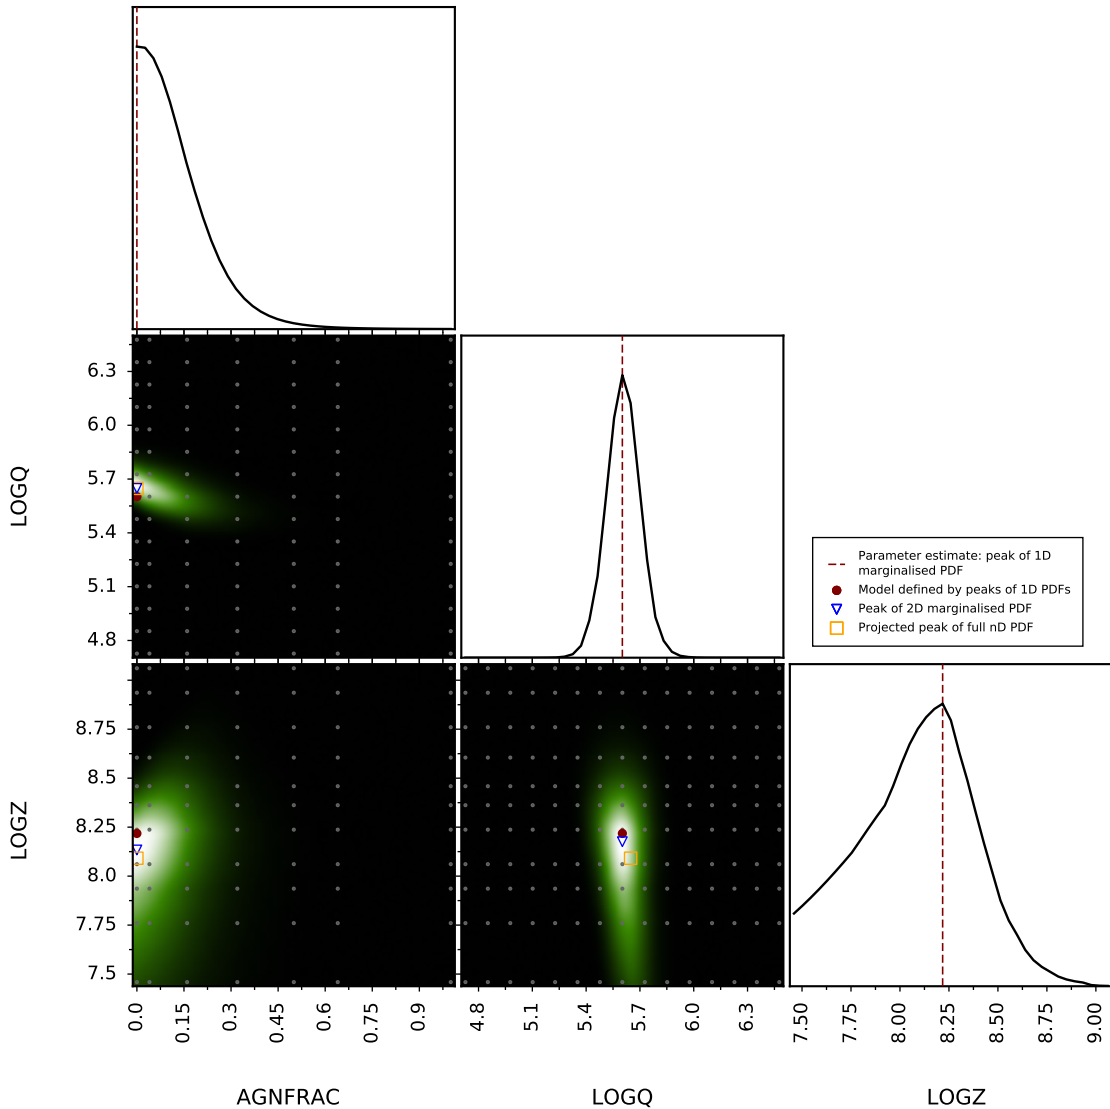 6.3
6.0
5.7
5.4
5.1
4.8
LOGQ
Parameter estimate: peak of 1D
marginalised PDF
Model defined by peaks of 1D PDFs
Peak of 2D marginalised PDF
Projected peak of full nD PDF
8.75
8.5
8.25
8.0
7.75
7.5
LOGZ
0.0 0.15 0.3 0.45 0.6 0.75 0.9
4.8 5.1 5.4 5.7 6.0 6.3
7.50 7.75 8.00 8.25 8.50 8.75 9.00
AGNFRAC LOGQ LOGZ